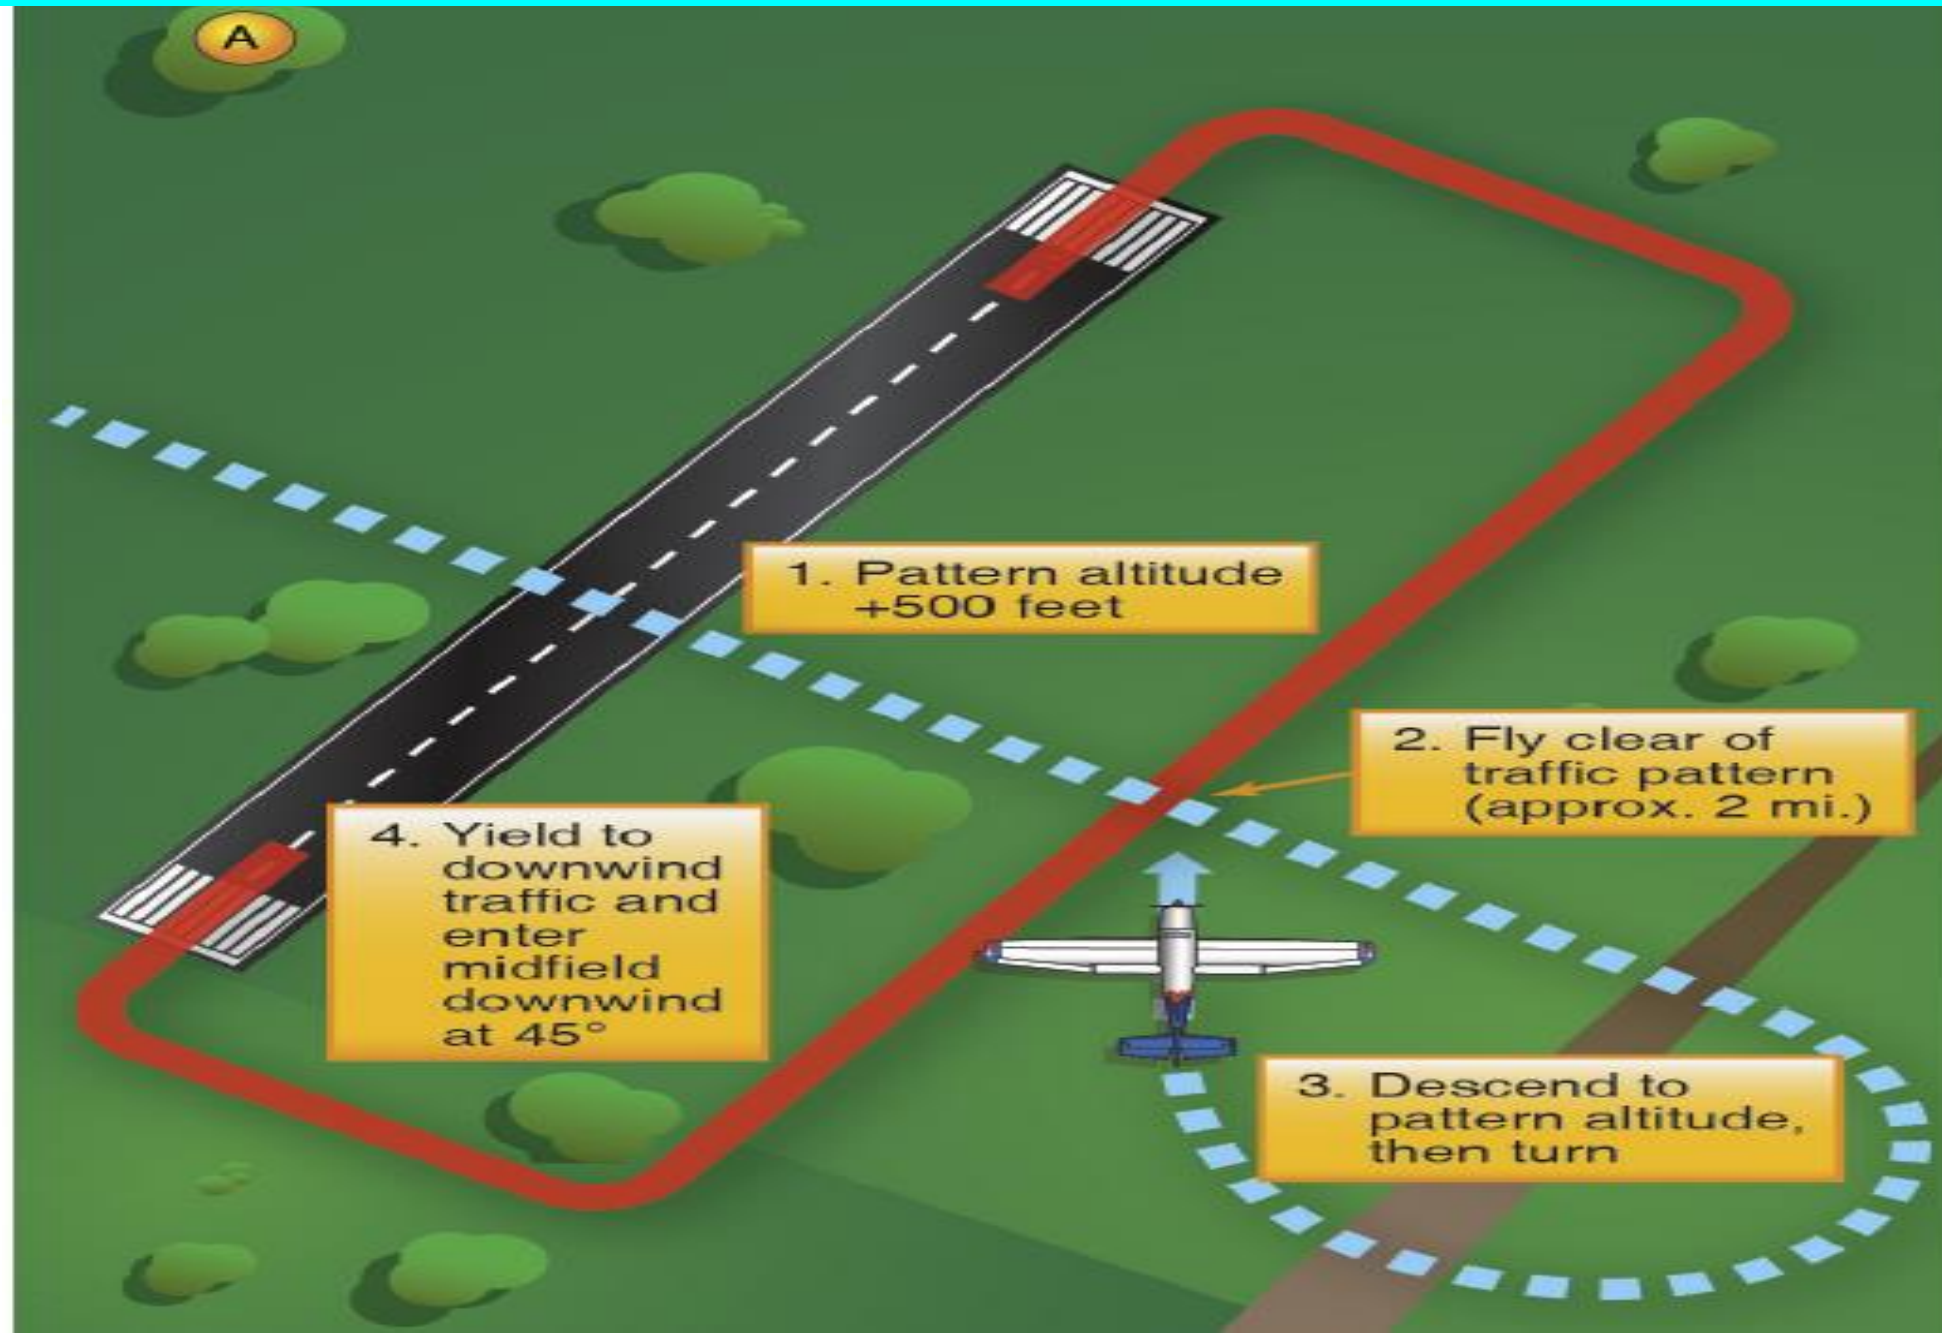 A
1. Pattern altitude
+500 feet
2. Fly clear of
traffic pattern
(approx. 2 mi.)
3. Descend to
pattern altitude,
then turn
4. Yield to
downwind
traffic and
enter
midfield
downwind
at 45°